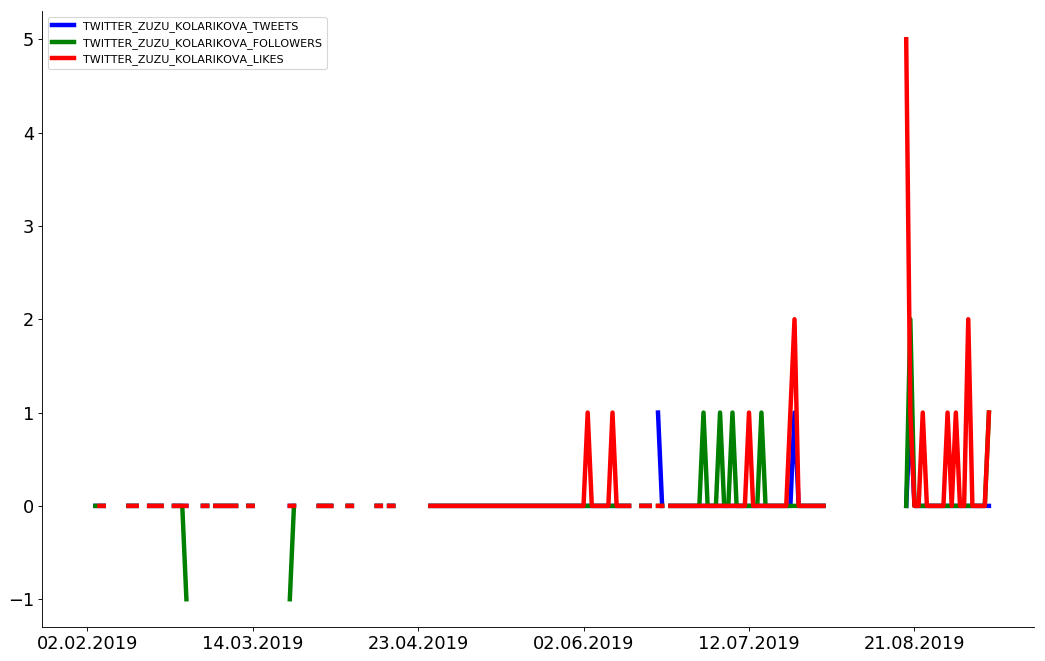 TWITTER_ZUZU_KOLARIKOVA_TWEETS
TWITTER_ZUZU_KOLARIKOVA_FOLLOWERS
TWITTER_ZUZU_KOLARIKOVA_LIKES
5
4
3
2
1
0
−1
02.02.2019 14.03.2019 23.04.2019 02.06.2019 12.07.2019 21.08.2019